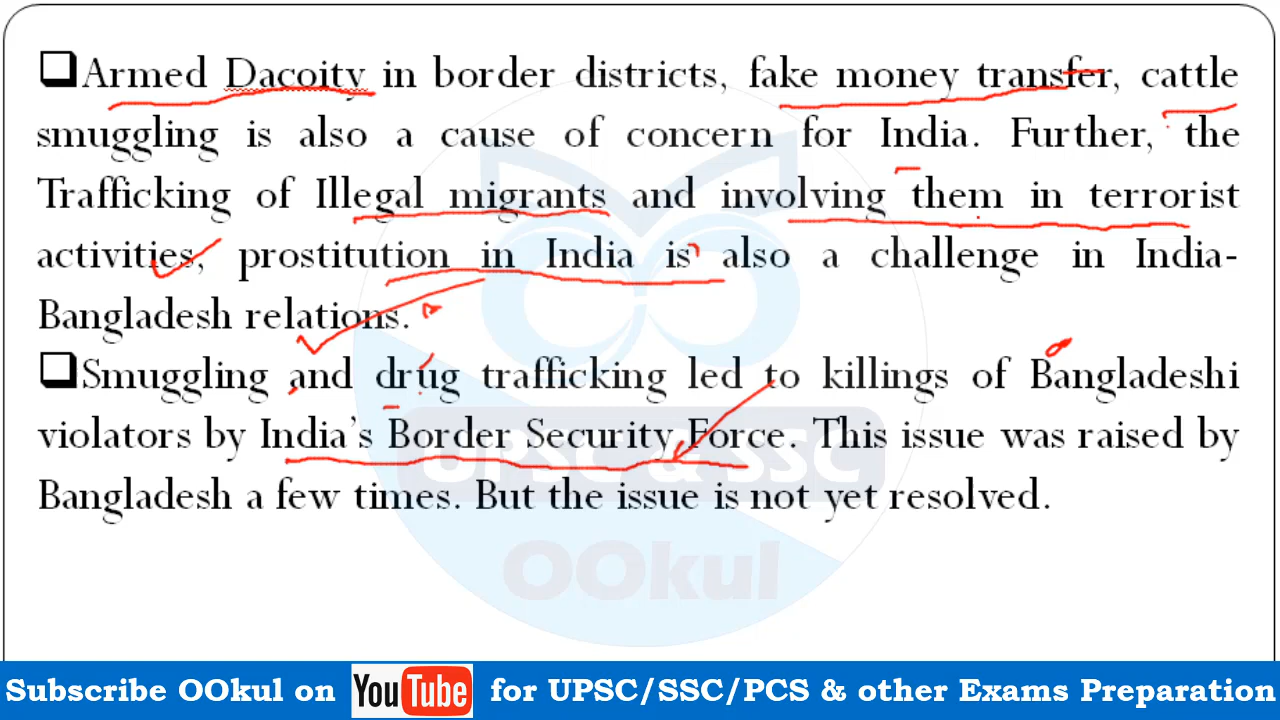 ❑Armed Dacoity in border districts, fake money transfer, cattle
smuggling is also a cause of concern for India. Further, the
Trafficking of Illegal migrants and involving them in terrorist
activities, prostitution in India is also a challenge in India-
Bangladesh relations.
❑Smuggling and drug trafficking led to killings of Bangladeshi
violators by India's Border Security Force. This issue was raised by
Bangladesh a few times. But the issue is not yet resolved.
UPSC & SSC
OOkul
Subscribe OOkul on YouTube for UPSC/SSC/PCS & other Exams Preparation